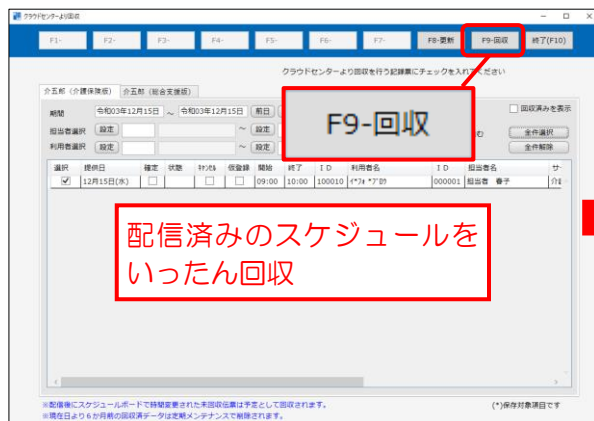 クラウドセンターより回収
F1- F2- F3- F4- F5- F6- F7- F8-更新 F9-回収 終了(F10)
クラウドセンターより回収を行う記録票にチェックを入れてください
介五郎（介護保険版） 介五郎（総合支援版）
期間 令和03年12月15日 ～ 令和03年12月15日 前日 回収済みを表示
担当者選択 設定 ～ 設定 む 全件選択
利用者選択 設定 ～ 設定 全件解除
F9-回収
選択 提供日 確定 状態 ｷｬﾝｾﾙ 仮登録 開始 終了 ＩＤ 利用者名 ＩＤ 担当者名 サ-
12月15日(水) 09:00 10:00 100010 000001 担当者 春子
配信済みのスケジュールを
いったん回収
※配信後にスケジュールボードで時間変更された未回収伝票は予定として回収されます。 (*)保存対象項目です
※現在日より6か月前の回収済データは定期メンテナンスで削除されます。